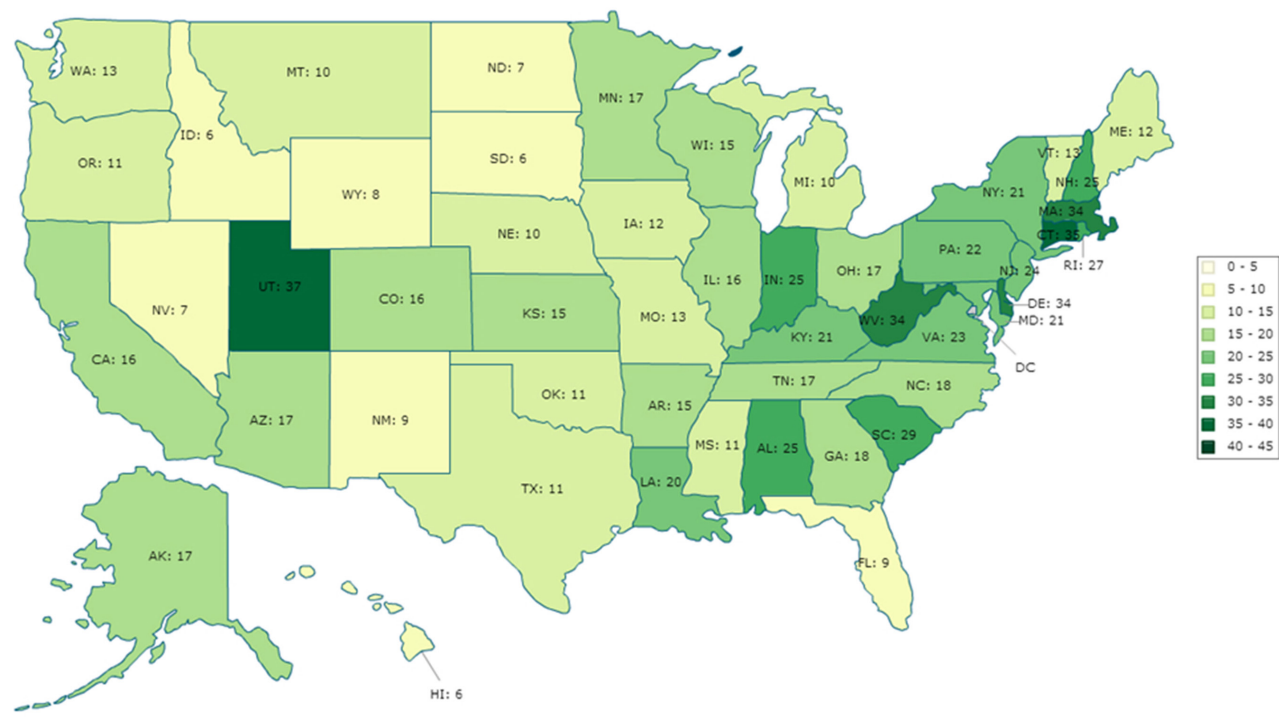 ME: 12
WA: 13
MT: 10
ND: 7
MN: 17
ID: 6
OR: 11
SD: 6
WI: 15
VT: 13
MI: 10
NH: 25
WY: 8
NY: 21
MA: 34
IA: 12
NE: 10
CT: 35
PA: 22
RI: 27
NJ: 24
UT: 37
CO: 16
IL: 16
IN: 25
OH: 17
DE: 34
NV: 7
KS: 15
MO: 13
WV: 34
MD: 21
KY: 21
VA: 23
CA: 16
DC
TN: 17
NC: 18
OK: 11
AR: 15
AZ: 17
NM: 9
SC: 29
MS: 11
AL: 25
GA: 18
TX: 11
LA: 20
AK: 17
FL: 9
HI: 6
0 - 5
5 - 10
10 - 15
15 - 20
20 - 25
25 - 30
30 - 35
35 - 40
40 - 45